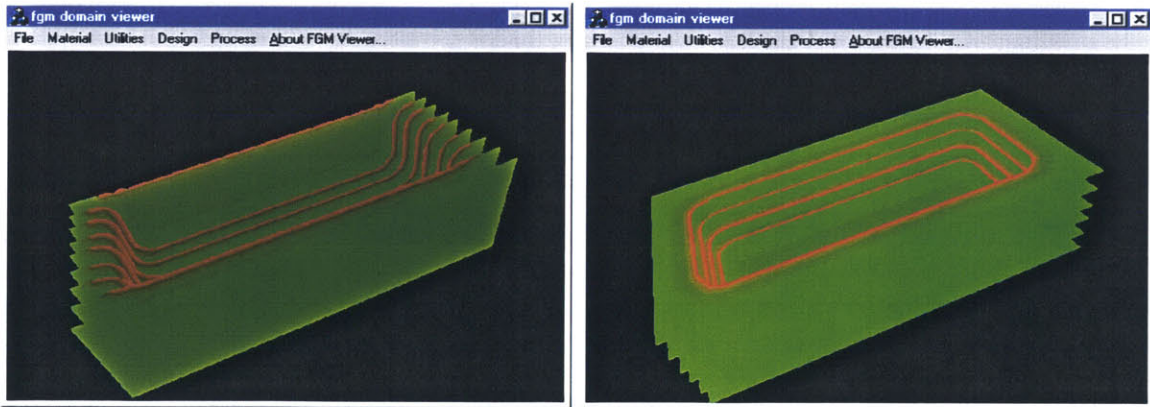 fgm domain viewer
File Material Utilities Design Process About FGM Viewer...
fgm domain viewer
File Material Utilities Design Process About FGM Viewer...